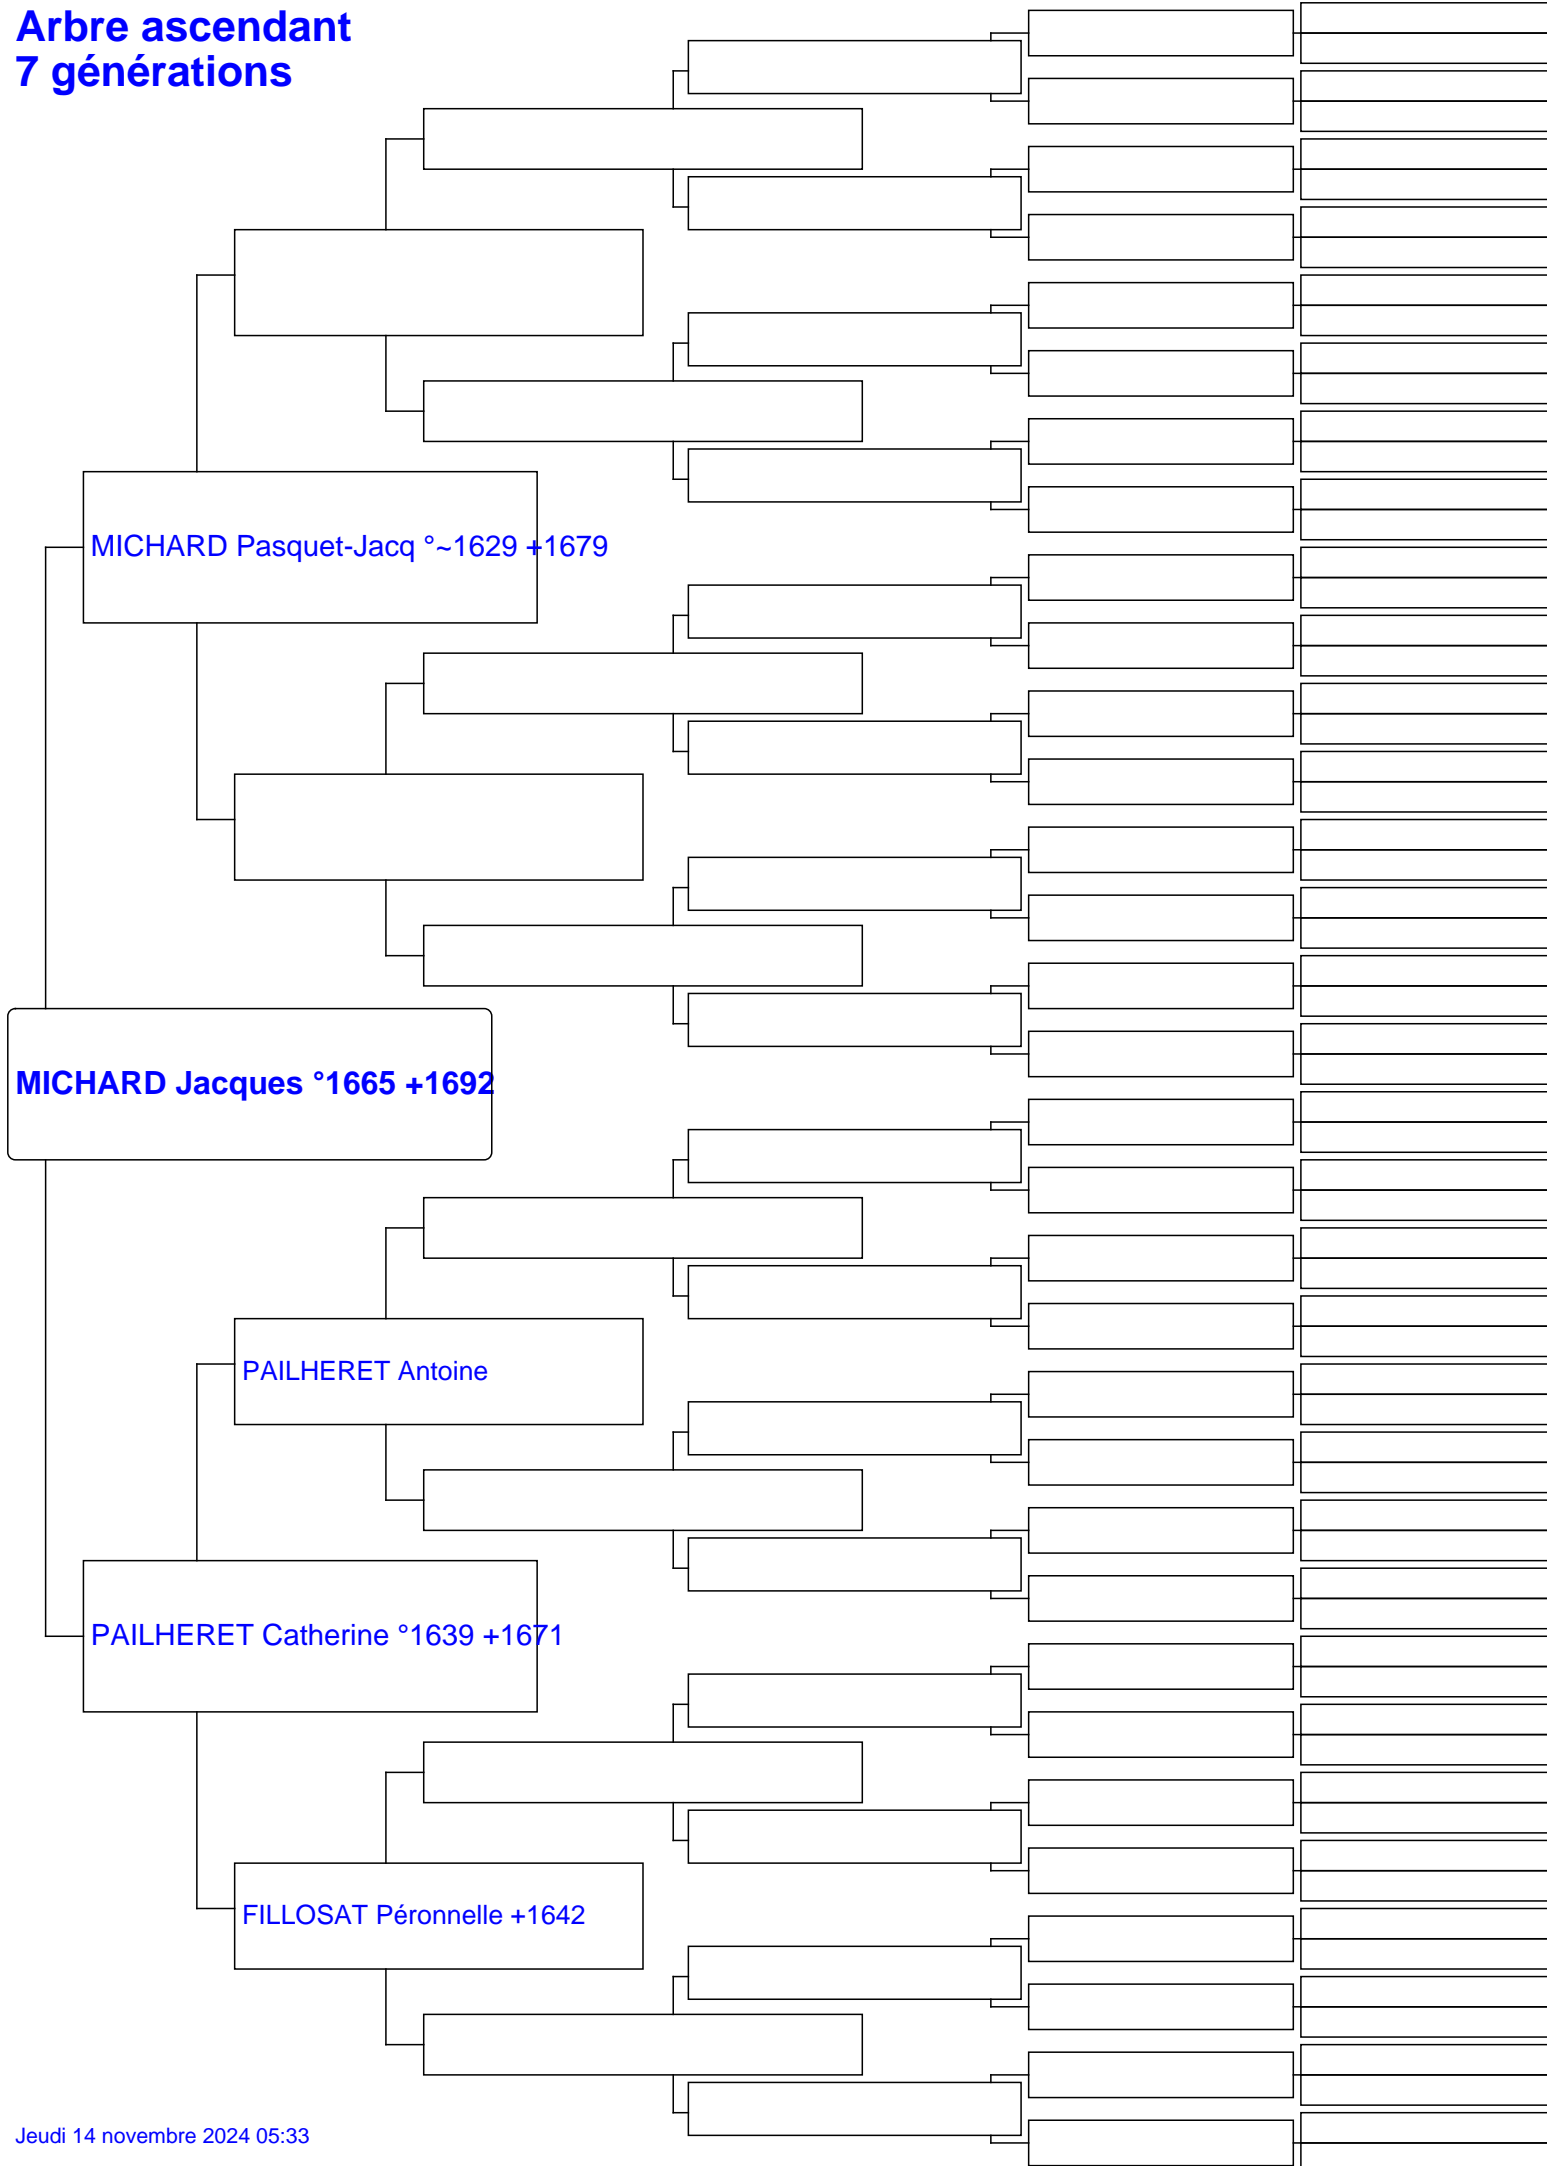 Arbre ascendant
7 générations
MICHARD Pasquet-Jacq °~1629 +1679
MICHARD Jacques °1665 +1692
PAILHERET Antoine
PAILHERET Catherine °1639 +1671
FILLOSAT Péronnelle +1642
Jeudi 14 novembre 2024 05:33